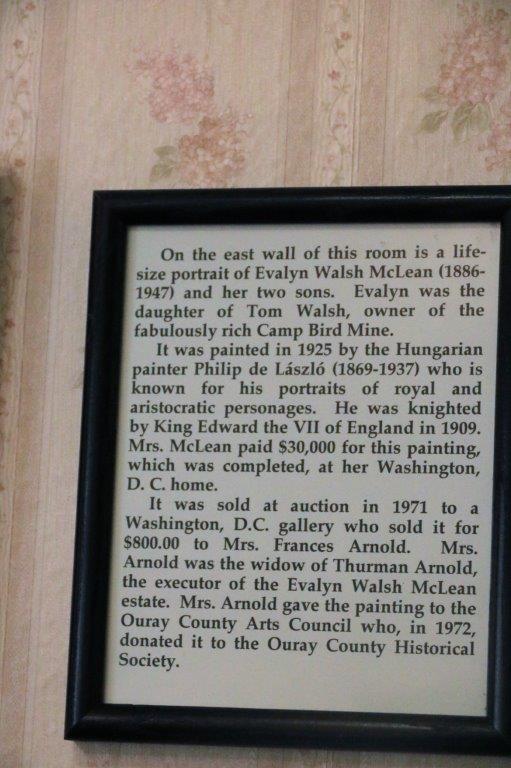 On the east wall of this room is a life-
size portrait of Evalyn Walsh McLean (1886-
1947) and her two sons. Evalyn was the
daughter of Tom Walsh, owner of the
fabulously rich Camp Bird Mine.
It was painted in 1925 by the Hungarian
painter Philip de László (1869-1937) who is
known for his portraits of royal and
aristocratic personages. He was knighted
by King Edward the VII of England in 1909.
Mrs. McLean paid $30,000 for this painting,
which was completed, at her Washington,
D. C. home.
It was sold at auction in 1971 to a
Washington, D.C. gallery who sold it for
$800.00 to Mrs. Frances Arnold. Mrs.
Arnold was the widow of Thurman Arnold,
the executor of the Evalyn Walsh McLean
estate. Mrs. Arnold gave the painting to the
Ouray County Arts Council who, in 1972,
donated it to the Ouray County Historical
Society.